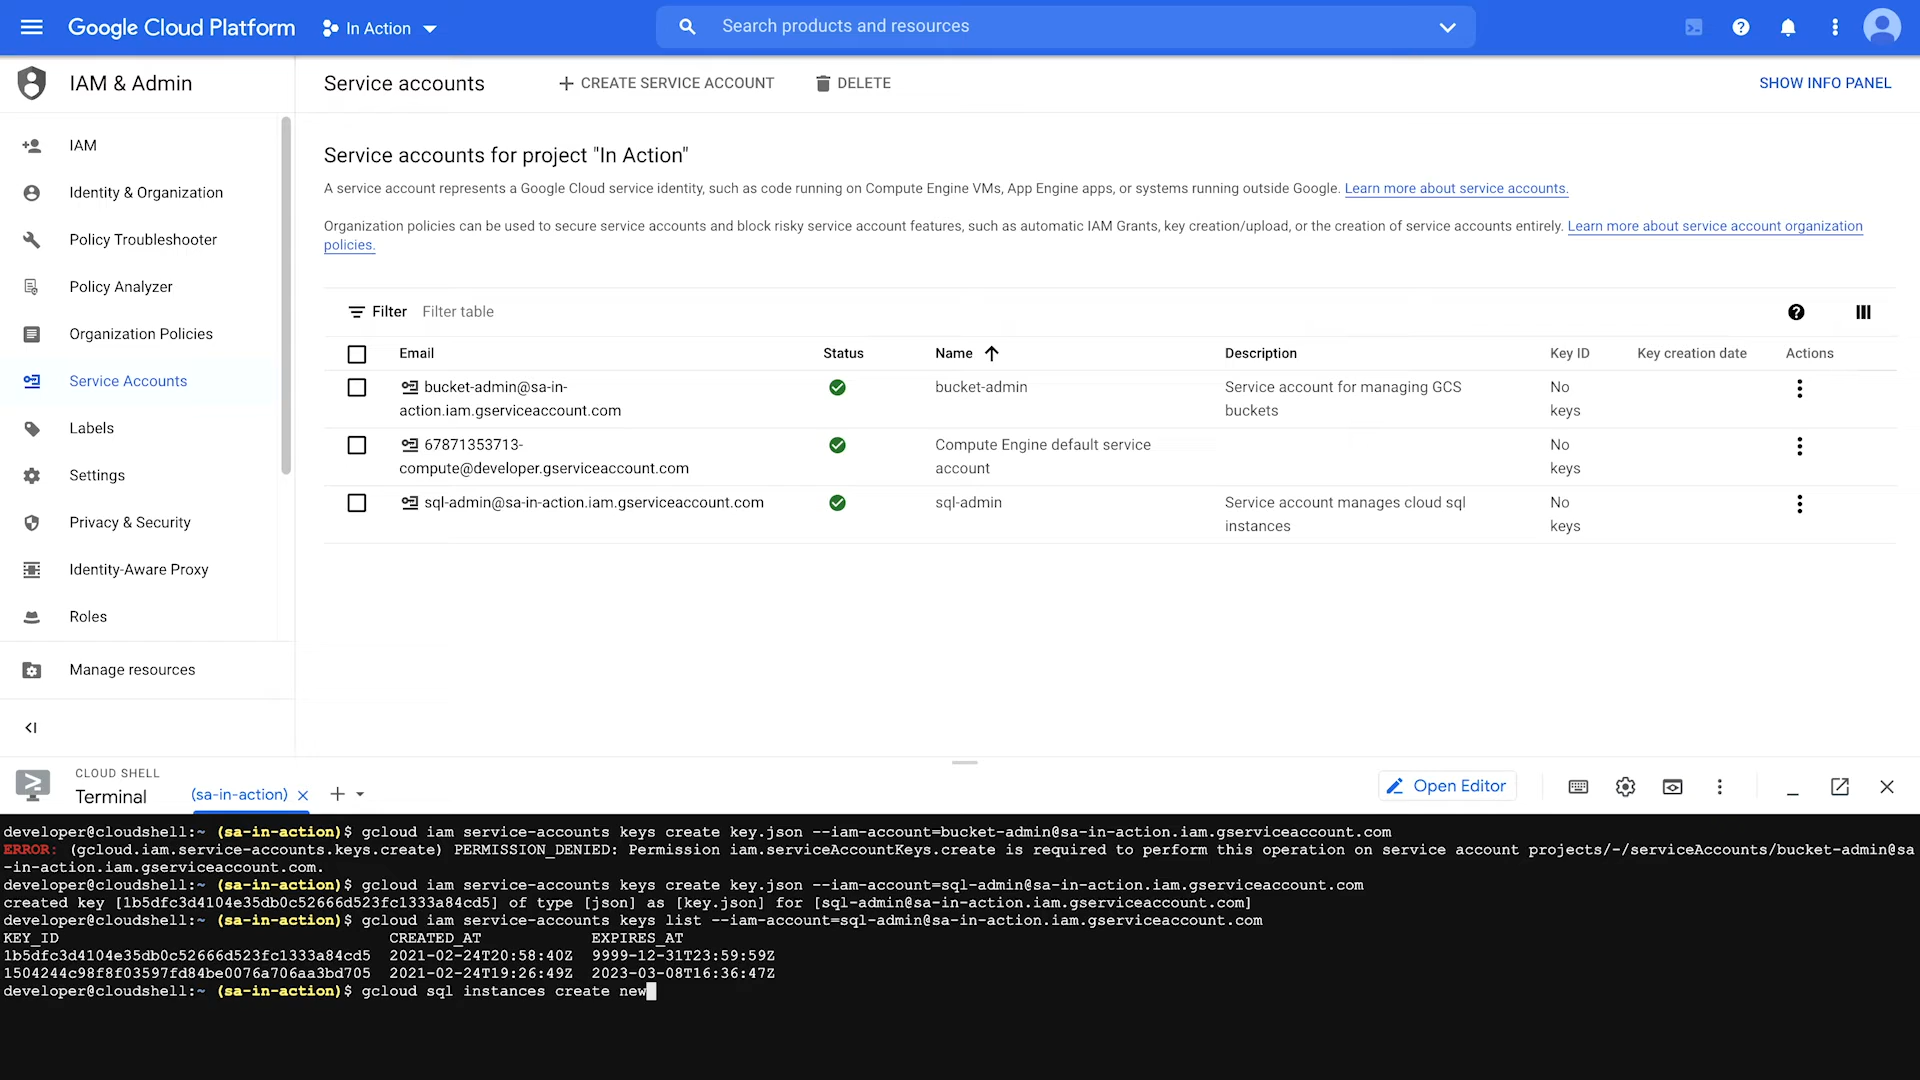 Google Cloud Platform
In Action
Search products and resources
IAM & Admin
Service accounts
CREATE SERVICE ACCOUNT
DELETE
SHOW INFO PANEL
IAM
Identity & Organization
Policy Troubleshooter
Policy Analyzer
Organization Policies
Service Accounts
Labels
Settings
Privacy & Security
Identity-Aware Proxy
Roles
Manage resources
Service accounts for project "In Action"
A service account represents a Google Cloud service identity, such as code running on Compute Engine VMs, App Engine apps, or systems running outside Google. Learn more about service accounts.
Organization policies can be used to secure service accounts and block risky service account features, such as automatic IAM Grants, key creation/upload, or the creation of service accounts entirely. Learn more about service account organization
policies.
Filter Filter table
Email Status Name Description Key ID Key creation date Actions
bucket-admin@sa-in- bucket-admin Service account for managing GCS No
action.iam.gserviceaccount.com buckets keys
67871353713- Compute Engine default service No
compute@developer.gserviceaccount.com account keys
sql-admin@sa-in-action.iam.gserviceaccount.com sql-admin Service account manages cloud sql No
instances keys
CLOUD SHELL
Terminal
(sa-in-action)
Open Editor
developer@cloudshell:~ (sa-in-action)$ gcloud iam service-accounts keys create key.json --iam-account=bucket-admin@sa-in-action.iam.gserviceaccount.com
ERROR: (gcloud.iam.service-accounts.keys.create) PERMISSION_DENIED: Permission iam.serviceAccountKeys.create is required to perform this operation on service account projects/-/serviceAccounts/bucket-admin@sa
-in-action.iam.gserviceaccount.com.
developer@cloudshell:~ (sa-in-action)$ gcloud iam service-accounts keys create key.json --iam-account=sql-admin@sa-in-action.iam.gserviceaccount.com
created key [1b5dfc3d4104e35db0c52666d523fc1333a84cd5] of type [json] as [key.json] for [sql-admin@sa-in-action.iam.gserviceaccount.com]
developer@cloudshell:~ (sa-in-action)$ gcloud iam service-accounts keys list --iam-account=sql-admin@sa-in-action.iam.gserviceaccount.com
KEY_ID CREATED_AT EXPIRES_AT
1b5dfc3d4104e35db0c52666d523fc1333a84cd5 2021-02-24T20:58:40Z 9999-12-31T23:59:59Z
1504244c98f8f03597fd84be0076a706aa3bd705 2021-02-24T19:26:49Z 2023-03-08T16:36:47Z
developer@cloudshell:~ (sa-in-action)$ gcloud sql instances create new